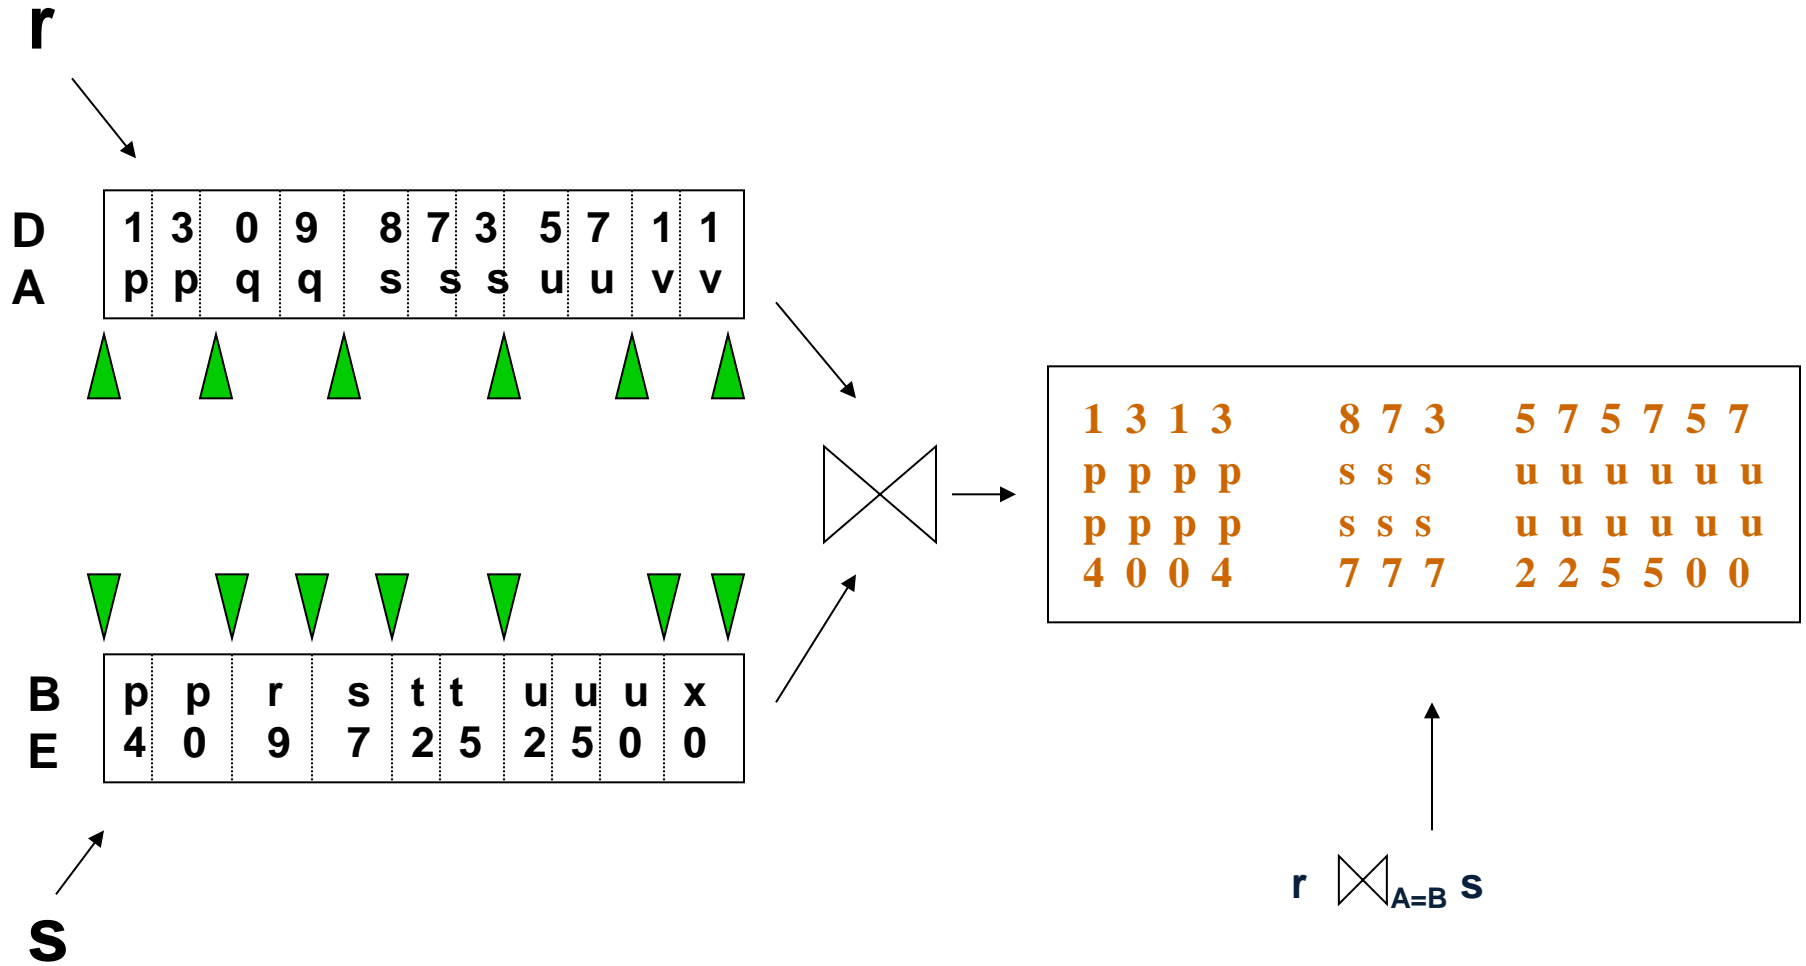 r
D 1 3 0 9 8 7 3 5 7 1 1
A p p q q s s s u u v v
1 3 1 3 8 7 3 5 7 5 7 5 7
p p p p s s s u u u u u u
p p p p s s s u u u u u u
4 0 0 4 7 7 7 2 2 5 5 0 0
B p p r s t t u u u x
E 4 0 9 7 2 5 2 5 0 0
r ⋈A=B s
s